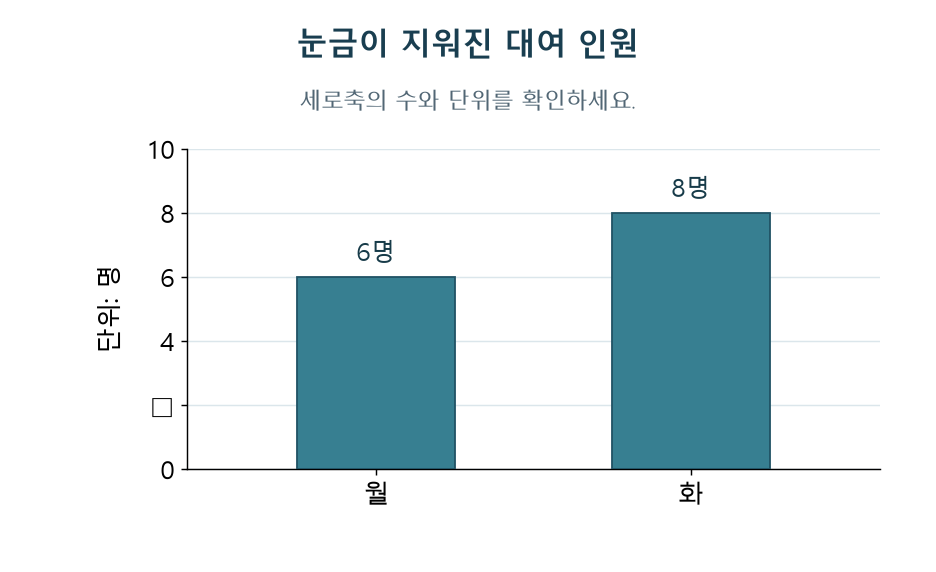 눈금이 지워진 대여 인원
세로축의 수와 단위를 확인하세요.
단위: 명
10
8
6
4
□
0
6명
8명
월
화